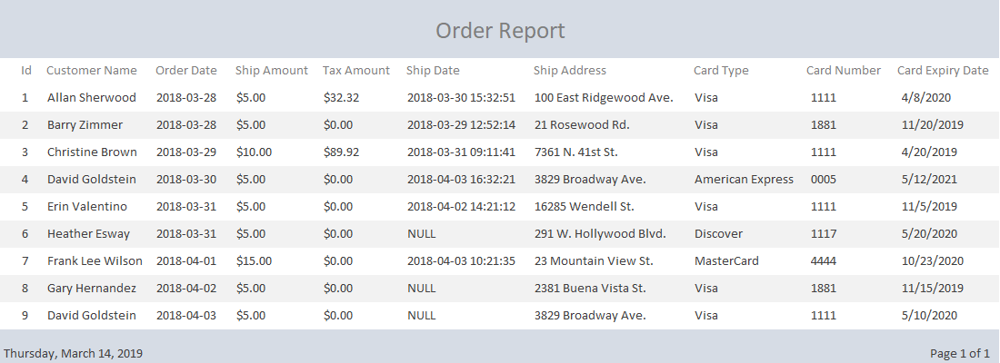 Order Report
Id Customer Name Order Date Ship Amount Tax Amount Ship Date Ship Address Card Type Card Number Card Expiry Date
1 Allan Sherwood 2018-03-28 $5.00 $32.32 2018-03-30 15:32:51 100 East Ridgewood Ave. Visa 1111 4/8/2020
2 Barry Zimmer 2018-03-28 $5.00 $0.00 2018-03-29 12:52:14 21 Rosewood Rd. Visa 1881 11/20/2019
3 Christine Brown 2018-03-29 $10.00 $89.92 2018-03-31 09:11:41 7361 N. 41st St. Visa 1111 4/20/2019
4 David Goldstein 2018-03-30 $5.00 $0.00 2018-04-03 16:32:21 3829 Broadway Ave. American Express 0005 5/12/2021
5 Erin Valentino 2018-03-31 $5.00 $0.00 2018-04-02 14:21:12 16285 Wendell St. Visa 1111 11/5/2019
6 Heather Esway 2018-03-31 $5.00 $0.00 NULL 291 W. Hollywood Blvd. Discover 1117 5/20/2020
7 Frank Lee Wilson 2018-04-01 $15.00 $0.00 2018-04-03 10:21:35 23 Mountain View St. MasterCard 4444 10/23/2020
8 Gary Hernandez 2018-04-02 $5.00 $0.00 NULL 2381 Buena Vista St. Visa 1881 11/15/2019
9 David Goldstein 2018-04-03 $5.00 $0.00 NULL 3829 Broadway Ave. Visa 1111 5/10/2020
Thursday, March 14, 2019 Page 1 of 1